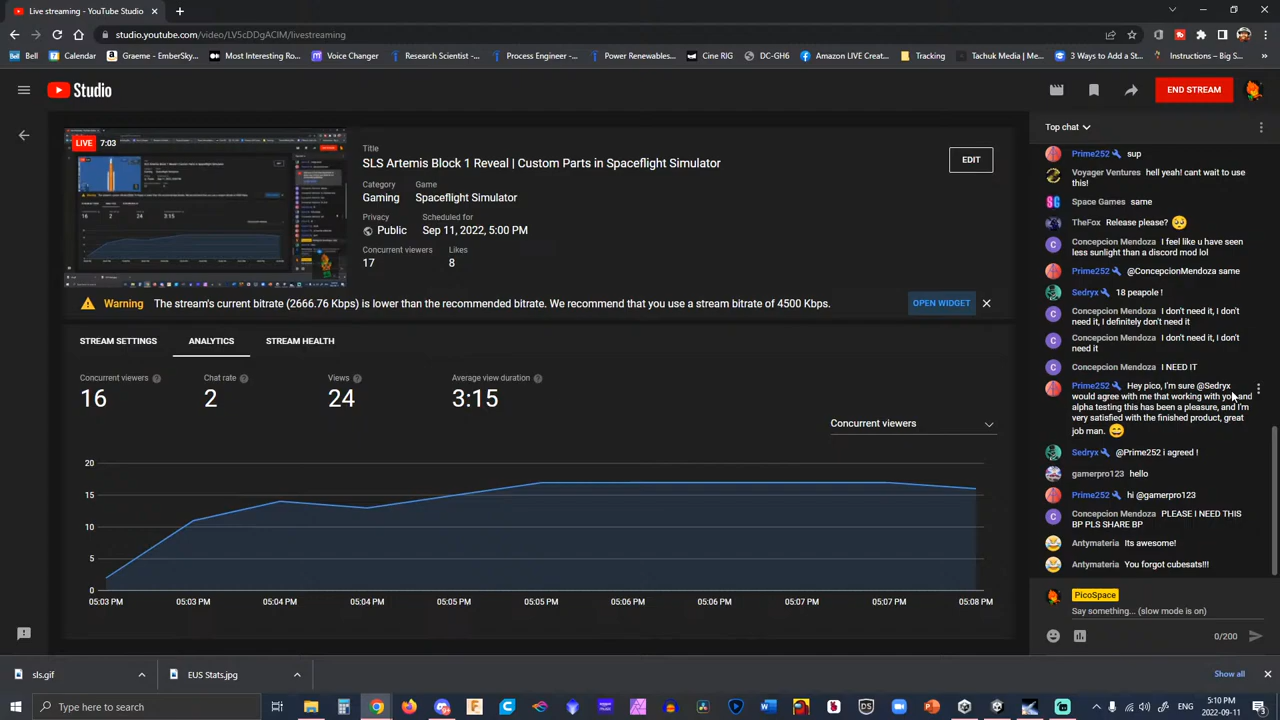 Live streaming - YouTube Studio
studio.youtube.com/video/LV5cDDgACIM/livestreaming
Bell Calendar Graeme - EmberSky... Most Interesting Ro... Voice Changer Research Scientist -... Process Engineer -... Power Renewables... Cine RIG DC-GH6 Amazon LIVE Creat... Tracking Tachuk Media | Me... 3 Ways to Add a St... Instructions – Big S...
Studio
END STREAM
LIVE 7:03
Title
SLS Artemis Block 1 Reveal | Custom Parts in Spaceflight Simulator
EDIT
Category Game
Gaming Spaceflight Simulator
Privacy Scheduled for
Public Sep 11, 2022, 5:00 PM
Concurrent viewers Likes
17 8
Warning The stream's current bitrate (2666.76 Kbps) is lower than the recommended bitrate. We recommend that you use a stream bitrate of 4500 Kbps.
OPEN WIDGET
STREAM SETTINGS ANALYTICS STREAM HEALTH
Concurrent viewers Chat rate Views Average view duration
16 2 24 3:15
Concurrent viewers
20
15
10
5
0
05:03 PM 05:03 PM 05:04 PM 05:04 PM 05:05 PM 05:05 PM 05:06 PM 05:06 PM 05:07 PM 05:07 PM 05:08 PM
Top chat
Prime252 sup
Voyage Ventures hell yeah! cant wait to use
this!
SG Space Games same
TheFox Release please? 🥺
C Concepcion Mendoza I feel like u have seen
less sunlight than a discord mod lol
Prime252 @ConcepcionMendoza same
Sedryx 18 peapole !
C Concepcion Mendoza I don't need it, I don't
need it, I definitely don't need it
C Concepcion Mendoza I don't need it, I don't
need it
C Concepcion Mendoza I NEED IT
Prime252 Hey pico, I'm sure @Sedryx
would agree with me that working with you and
alpha testing this has been a pleasure, and I'm
very satisfied with the finished product, great
job man. 😄
Sedryx @Prime252 i agreed !
gamerpro123 hello
Prime252 hi @gamerpro123
C Concepcion Mendoza PLEASE I NEED THIS
BP PLS SHARE BP
Antymateria Its awesome!
Antymateria You forgot cubesats!!!
PicoSpace
Say something... (slow mode is on)
0/200
sls.gif EUS Stats.jpg Show all
Type here to search
5:10 PM
2022-09-11